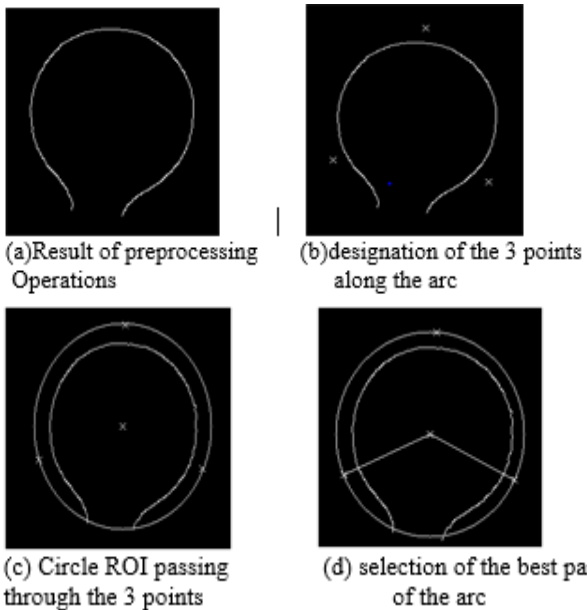 (a)Result of preprocessing
Operations
(b)designation of the 3 points
along the arc
(c) Circle ROI passing
through the 3 points
(d) selection of the best pa
of the arc